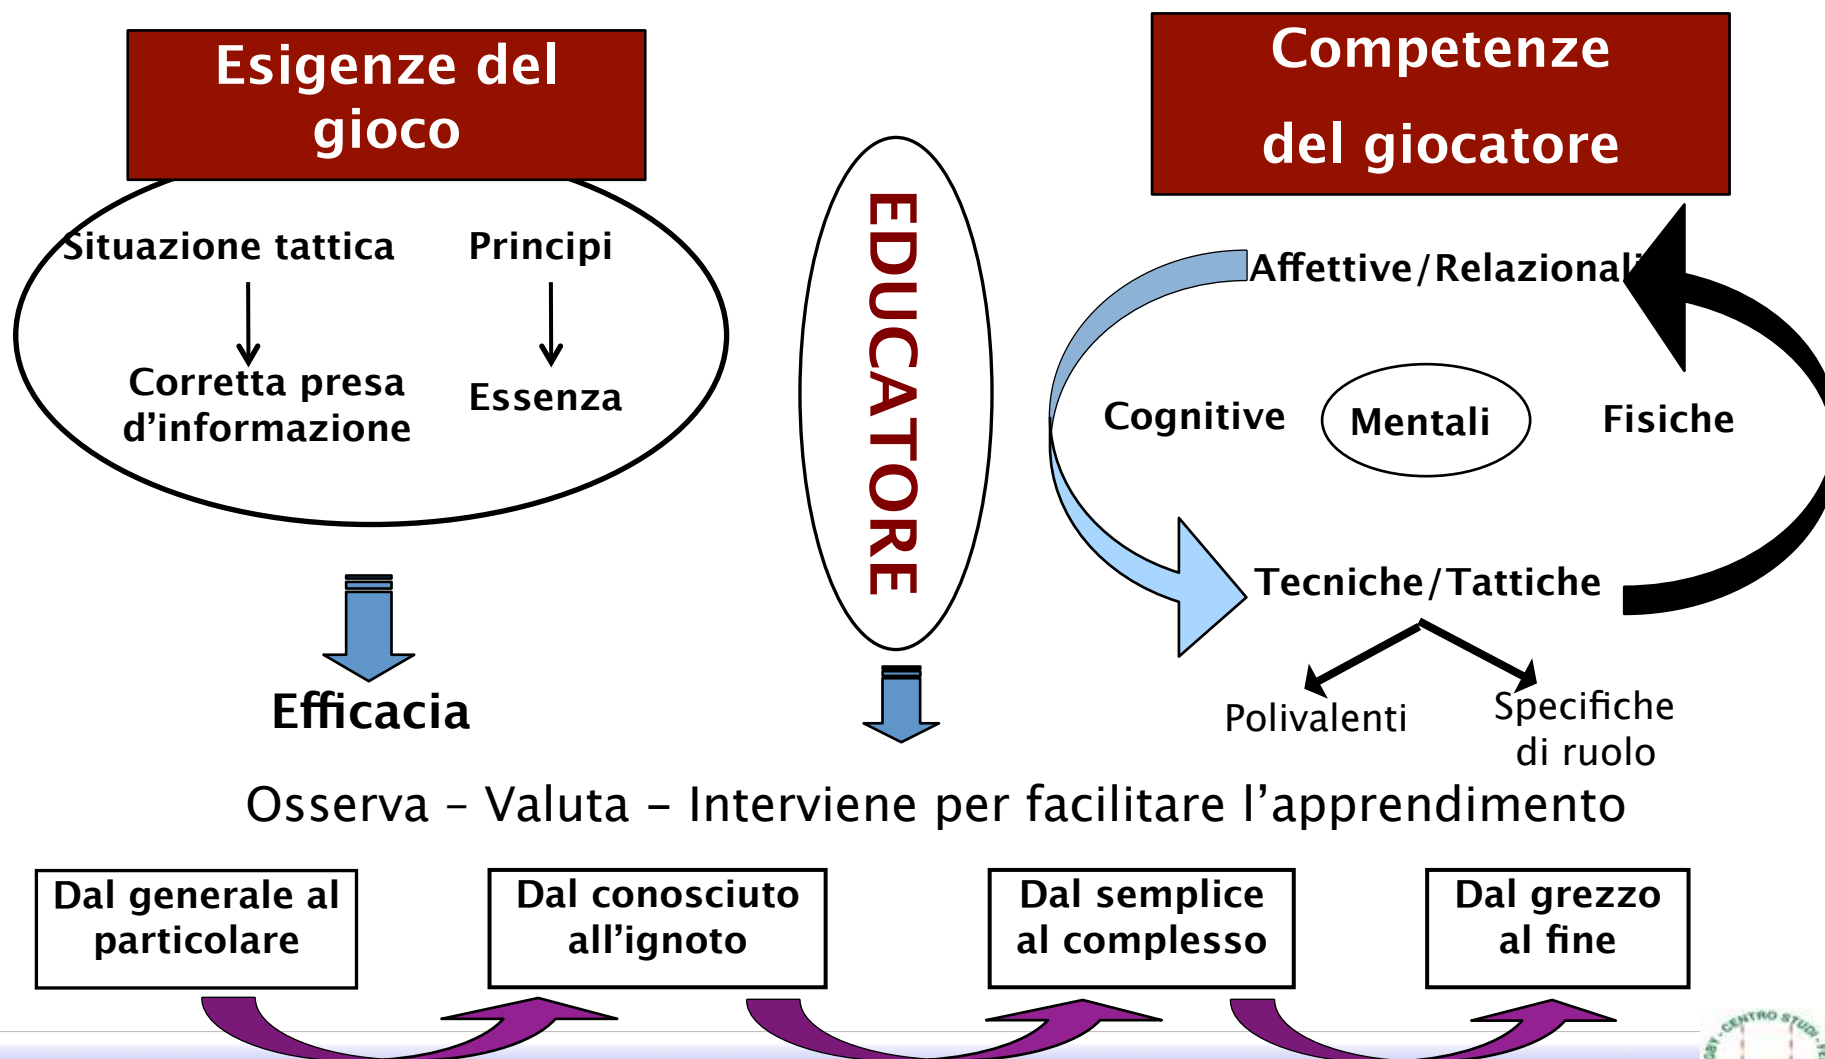 Esigenze del
gioco
Competenze
del giocatore
EDUCATORE
Situazione tattica
Principi
Corretta presa
d’informazione
Essenza
Efficacia
Affettive/Relazionali
Cognitive
Mentali
Fisiche
Tecniche/Tattiche
Polivalenti
Specifiche
di ruolo
Osserva – Valuta – Interviene per facilitare l’apprendimento
Dal generale al
particolare
Dal conosciuto
all’ignoto
Dal semplice
al complesso
Dal grezzo
al fine
CENTRO